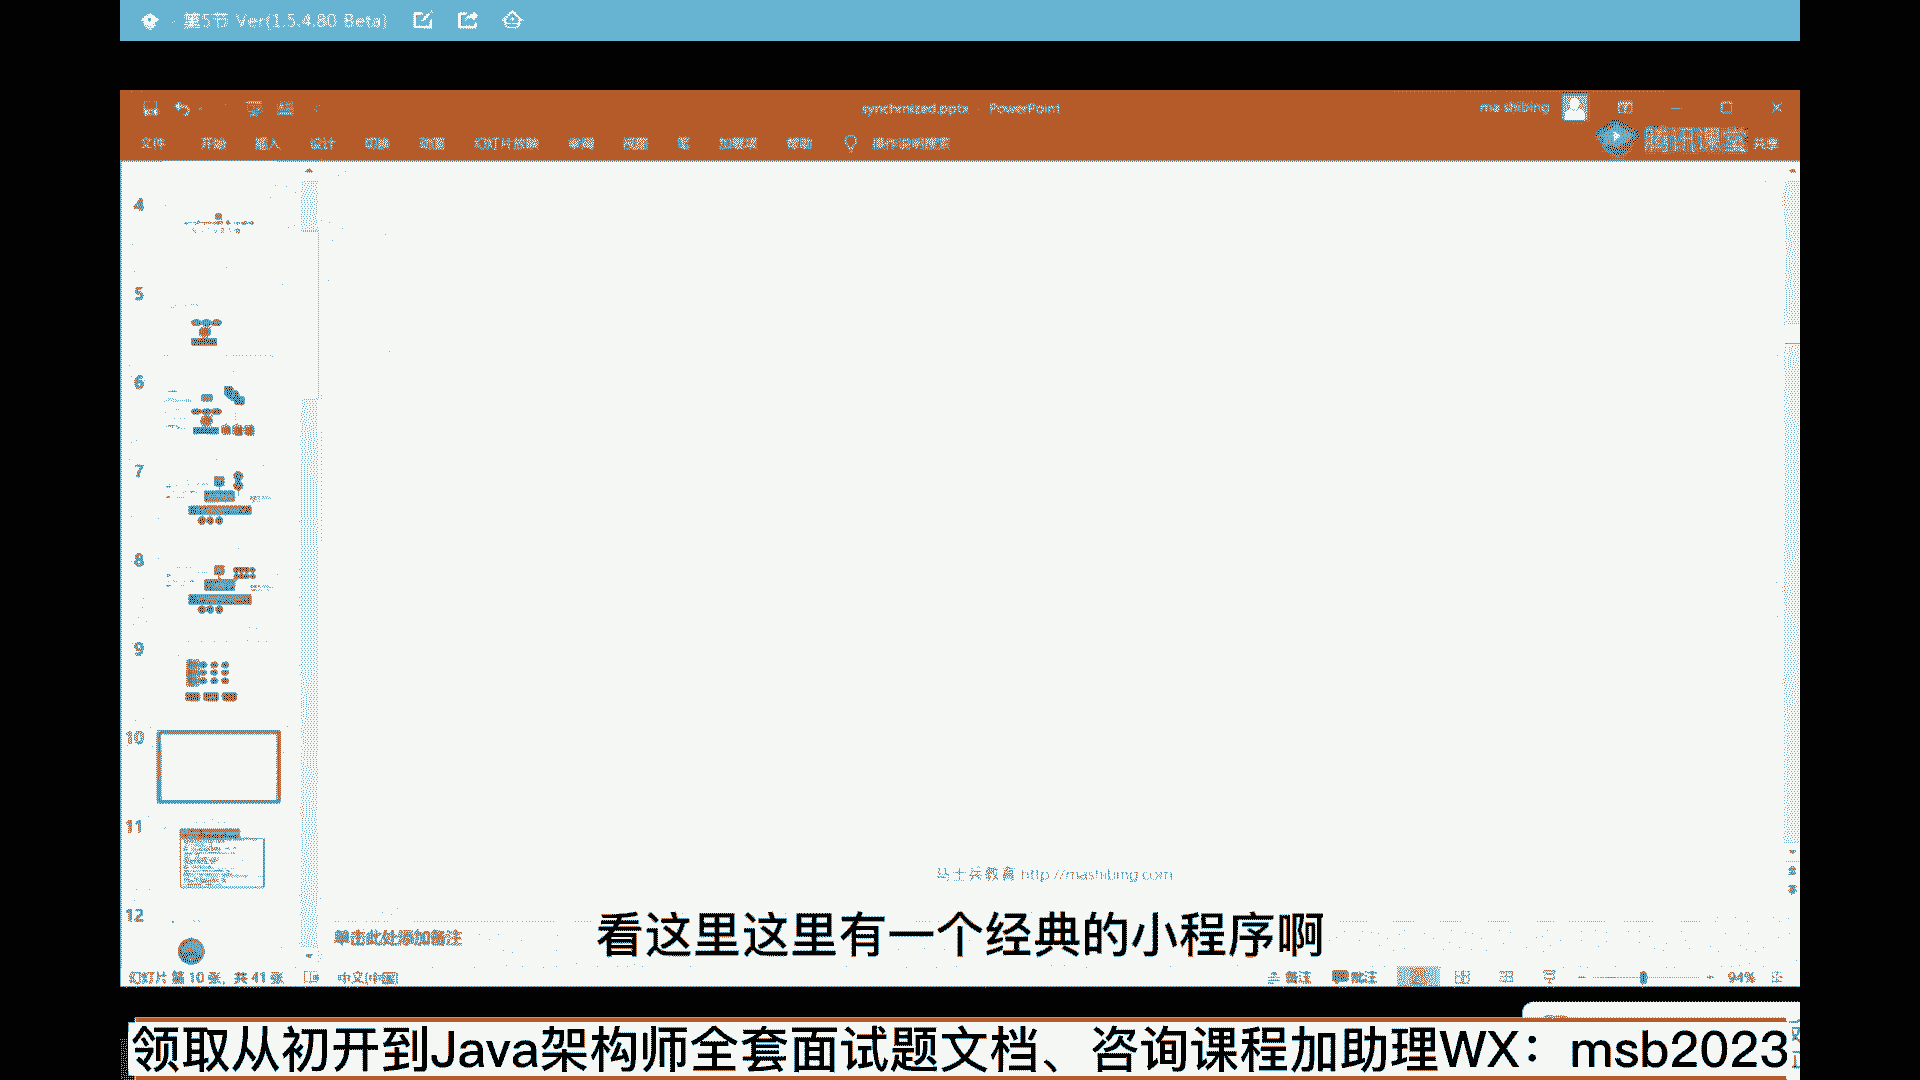 第5节 Ver(1.5.4.80 Beta)
synchronized.pptx - PowerPoint
ma shibing
文件 开始 插入 设计 切换 动画 幻灯片放映 审阅 视图 笔 加载项 帮助 操作说明搜索
腾讯课堂 共享
4
5
6
7
8
9
10
11
12
马士兵教育 http://mashibing.com
看这里这里有一个经典的小程序啊
单击此处添加备注
幻灯片 第 10 张，共 41 张 中文(中国) 备注 批注 94%
领取从初开到Java架构师全套面试题文档、咨询课程加助理WX：msb2023